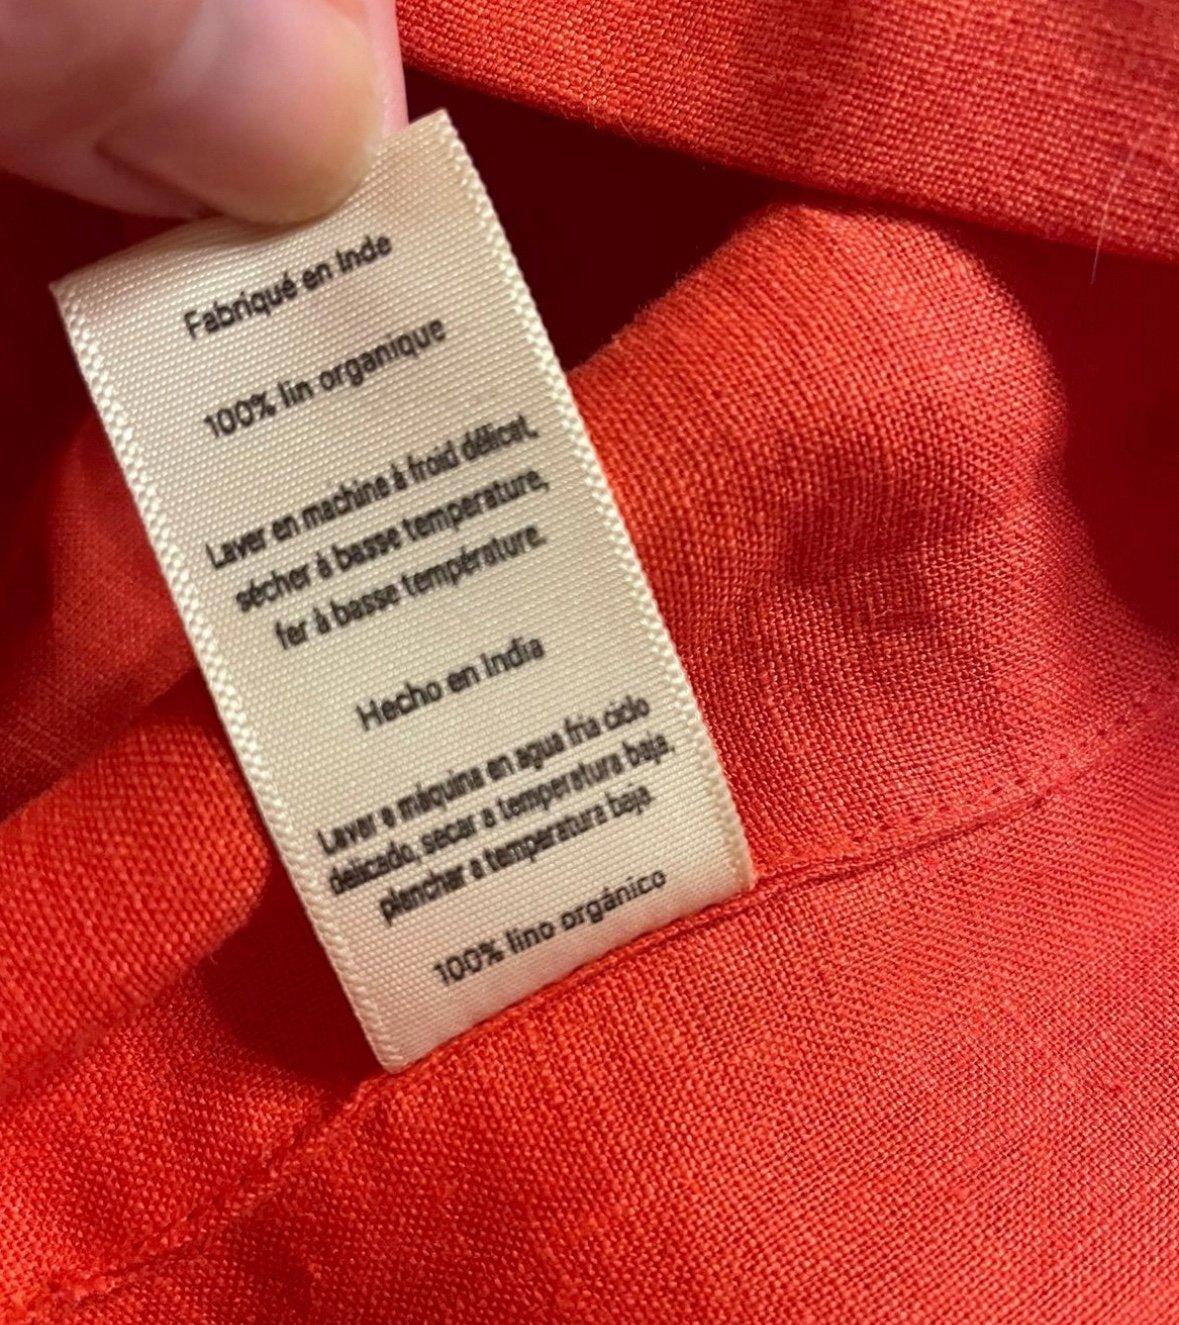 Fabriqué en Inde
100% lin organique
Laver en machine à froid délicat,
sécher à basse temperature,
fer à basse température.
Hecho en India
Lavar a máquina en agua fria ciclo
delicado, secar a temperatura baja,
planchar a temperatura baja
100% lino orgánico